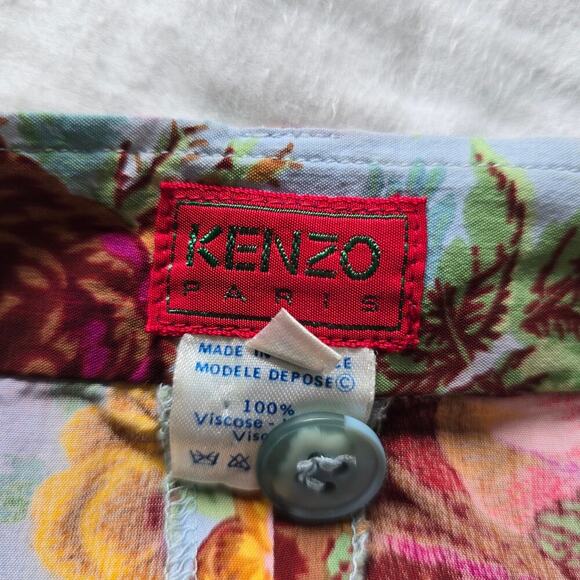 KENZO
PARIS
MADE
MODELE DEPOSE©
100%
Viscose -